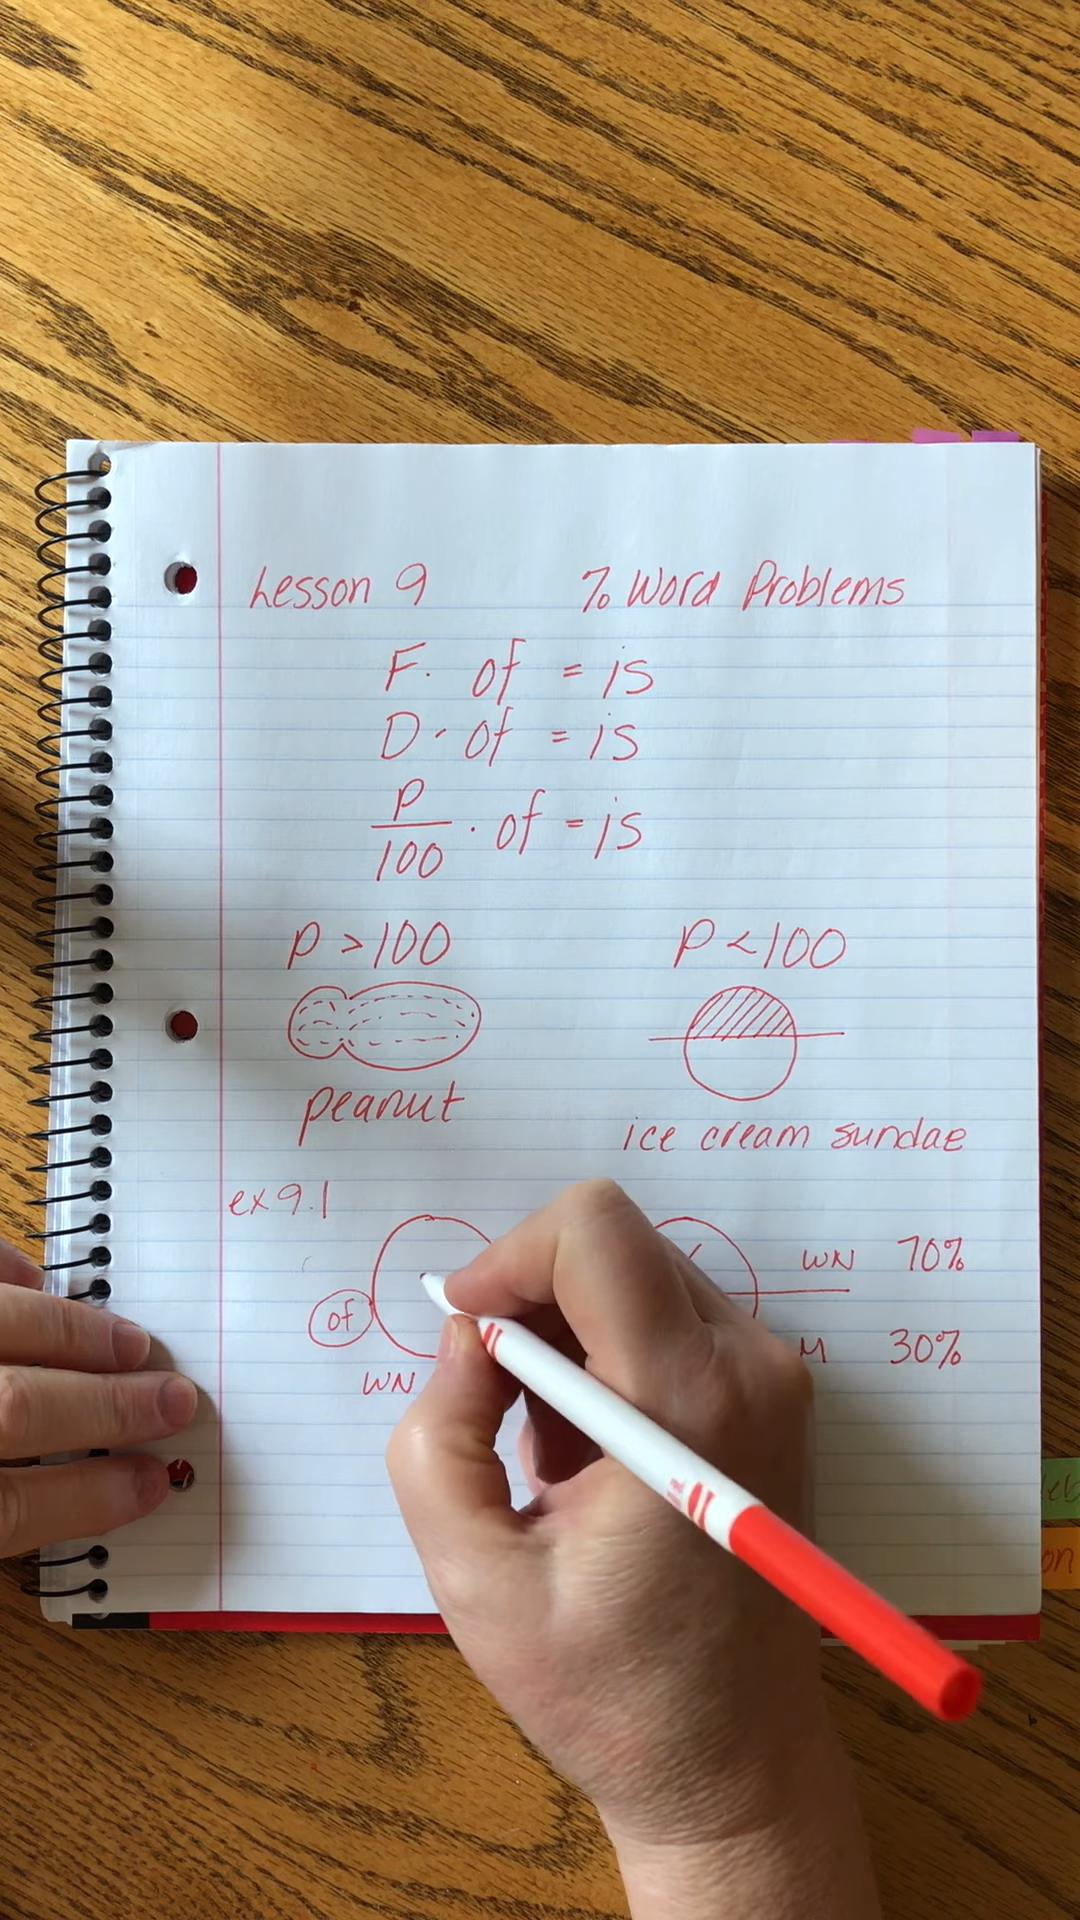 Lesson 9 % Word Problems
F. of = is
D. of = is
P
100 . of = is
P > 100 P < 100
peanut
ice cream sundae
ex 9.1
WN 70%
of
M 30%
WN